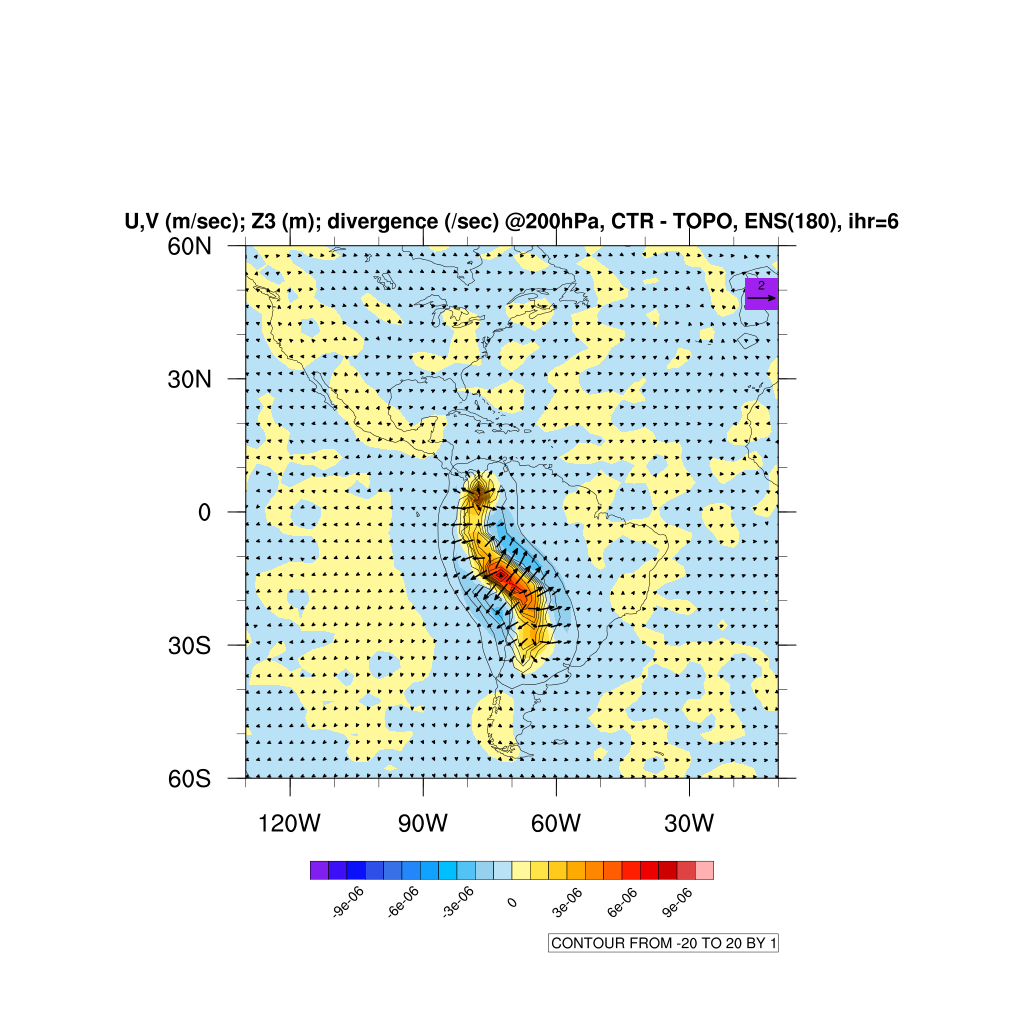 U,V (m/sec); Z3 (m); divergence (/sec) @200hPa, CTR - TOPO, ENS(180), ihr=6
60N
2
30N
0
30S
60S
120W 90W 60W 30W
-9e-06 -6e-06 -3e-06 0 3e-06 6e-06 9e-06
CONTOUR FROM -20 TO 20 BY 1